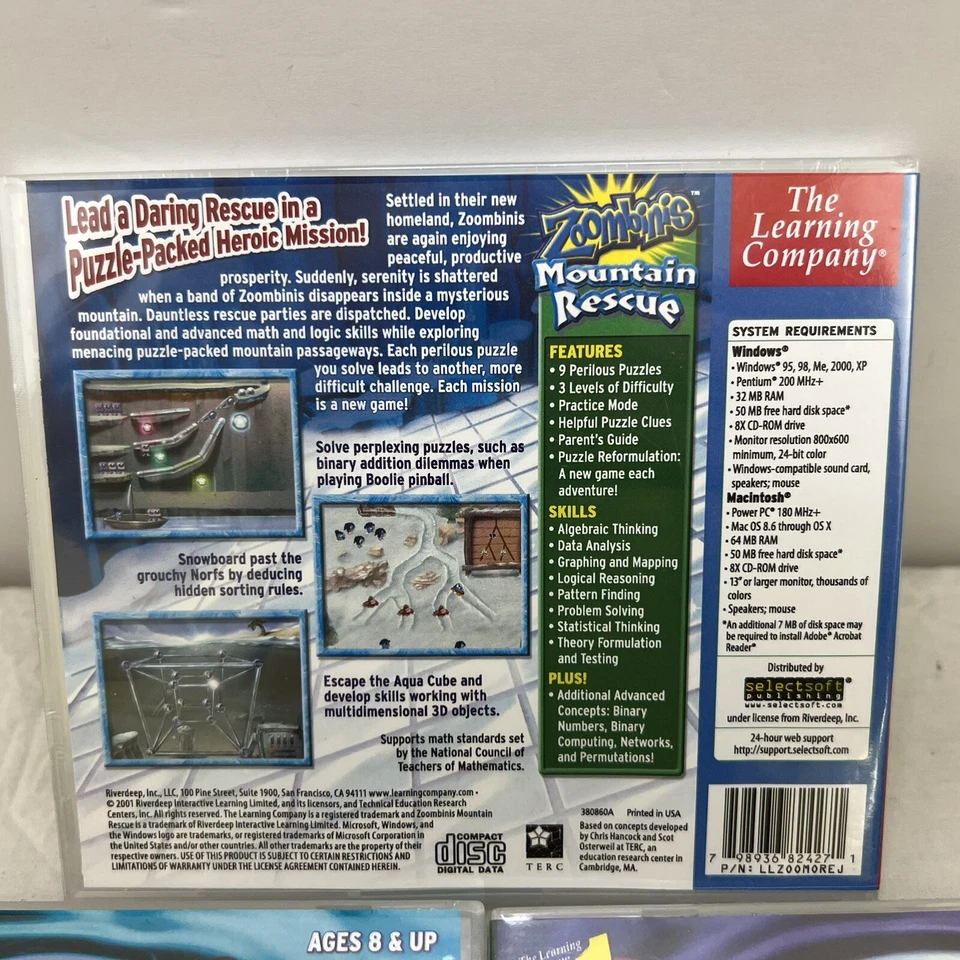 Lead a Daring Rescue in a
Puzzle-Packed Heroic Mission!
Settled in their new
homeland, Zoombinis
are again enjoying
peaceful, productive
prosperity. Suddenly, serenity is shattered
when a band of Zoombinis disappears inside a mysterious
mountain. Dauntless rescue parties are dispatched. Develop
foundational and advanced math and logic skills while exploring
menacing puzzle-packed mountain passageways. Each perilous puzzle
you solve leads to another, more
difficult challenge. Each mission
is a new game!
Solve perplexing puzzles, such as
binary addition dilemmas when
playing Boolie pinball.
Snowboard past the
grouchy Norfs by deducing
hidden sorting rules.
Escape the Aqua Cube and
develop skills working with
multidimensional 3D objects.
Supports math standards set
by the National Council of
Teachers of Mathematics.
Zoombinis™
Mountain
Rescue
FEATURES
• 9 Perilous Puzzles
• 3 Levels of Difficulty
• Practice Mode
• Helpful Puzzle Clues
• Parent's Guide
• Puzzle Reformulation:
A new game each
adventure!
SKILLS
• Algebraic Thinking
• Data Analysis
• Graphing and Mapping
• Logical Reasoning
• Pattern Finding
• Problem Solving
• Statistical Thinking
• Theory Formulation
and Testing
PLUS!
• Additional Advanced
Concepts: Binary
Numbers, Binary
Computing, Networks,
and Permutations!
The
Learning
Company®
SYSTEM REQUIREMENTS
Windows®
• Windows® 95, 98, Me, 2000, XP
• Pentium® 200 MHz+
• 32 MB RAM
• 50 MB free hard disk space*
• 8X CD-ROM drive
• Monitor resolution 800x600
minimum, 24-bit color
• Windows-compatible sound card,
speakers; mouse
Macintosh®
• Power PC® 180 MHz+
• Mac OS 8.6 through OS X
• 64 MB RAM
• 50 MB free hard disk space*
• 8X CD-ROM drive
• 13" or larger monitor, thousands of
colors
• Speakers; mouse
*An additional 7 MB of disk space may
be required to install Adobe® Acrobat
Reader®
Distributed by
selectsoft®
publishing
www.selectsoft.com
under license from Riverdeep, Inc.
24-hour web support
http://support.selectsoft.com
Riverdeep, Inc., LLC, 100 Pine Street, Suite 1900, San Francisco, CA 94111 www.learningcompany.com •
© 2001 Riverdeep Interactive Learning Limited, and its licensors, and Technical Education Research
Centers, Inc. All rights reserved. The Learning Company is a registered trademark and Zoombinis Mountain
Rescue is a trademark of Riverdeep Interactive Learning Limited. Microsoft, Windows, and
the Windows logo are trademarks, or registered trademarks of Microsoft Corporation in
the United States and/or other countries. All other trademarks are the property of their
respective owners. USE OF THIS PRODUCT IS SUBJECT TO CERTAIN RESTRICTIONS AND
LIMITATIONS OF WARRANTY UNDER THE LICENSE AGREEMENT CONTAINED HEREIN.
COMPACT
disc
DIGITAL DATA
TERC
380860A Printed in USA
Based on concepts developed
by Chris Hancock and Scot
Osterweil at TERC, an
education research center in
Cambridge, MA.
7 98936 82427 1
P/N: LLZOOMOREJ
AGES 8 & UP
The Learning